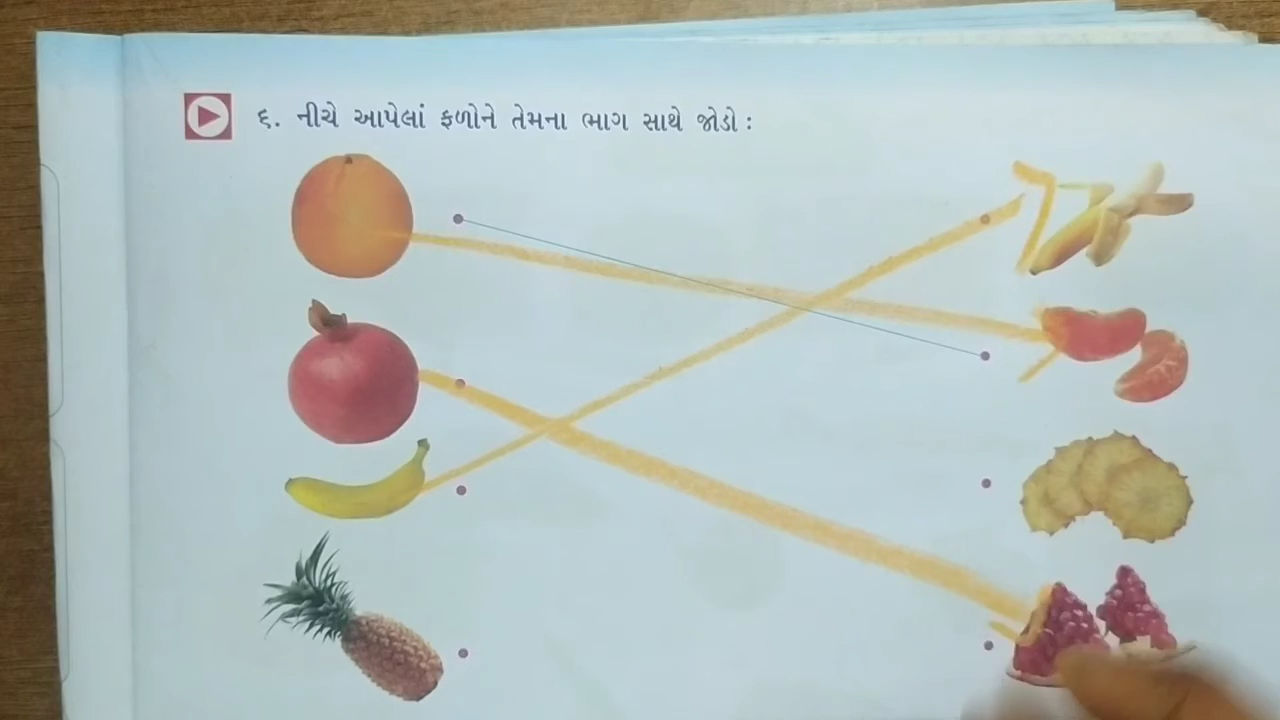 ૬. નીચે આપેલાં ફળોને તેમના ભાગ સાથે જોડો :